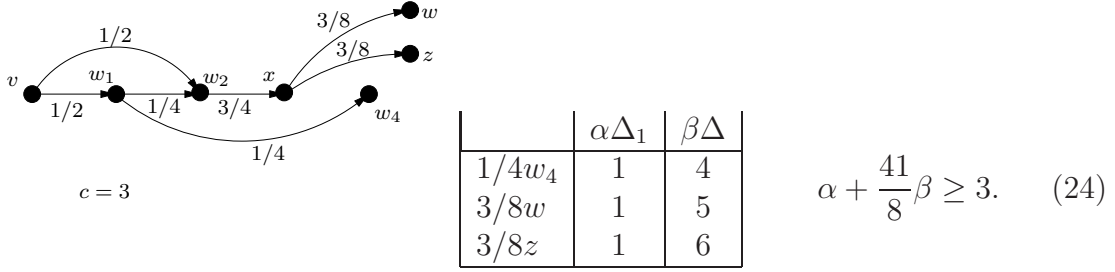 3/8
w
1/2
3/8
z
v
w₁
w₂
x
1/2
1/4
3/4
w₄
1/4
c = 3
αΔ₁ βΔ
1/4w₄ 1 4
3/8w 1 5
3/8z 1 6
α + 41/8 β ≥ 3. (24)